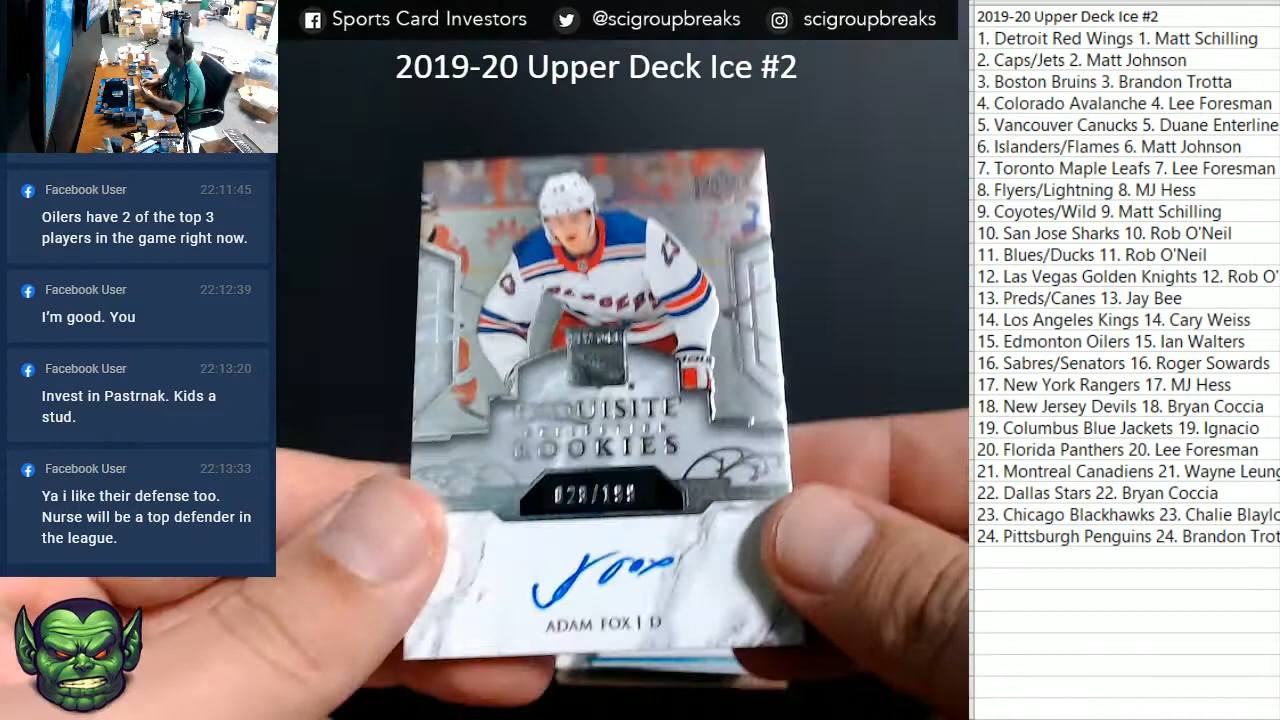 Sports Card Investors @scigroupbreaks scigroupbreaks
2019-20 Upper Deck Ice #2
Facebook User 22:11:45
Oilers have 2 of the top 3
players in the game right now.
Facebook User 22:12:39
I'm good. You
Facebook User 22:13:20
Invest in Pastrnak. Kids a
stud.
Facebook User 22:13:33
Ya i like their defense too.
Nurse will be a top defender in
the league.
EXQUISITE
COLLECTION
ROOKIES
029/199
ADAM FOX | D
2019-20 Upper Deck Ice #2
1. Detroit Red Wings 1. Matt Schilling
2. Caps/Jets 2. Matt Johnson
3. Boston Bruins 3. Brandon Trotta
4. Colorado Avalanche 4. Lee Foresman
5. Vancouver Canucks 5. Duane Enterline
6. Islanders/Flames 6. Matt Johnson
7. Toronto Maple Leafs 7. Lee Foresman
8. Flyers/Lightning 8. MJ Hess
9. Coyotes/Wild 9. Matt Schilling
10. San Jose Sharks 10. Rob O'Neil
11. Blues/Ducks 11. Rob O'Neil
12. Las Vegas Golden Knights 12. Rob O'
13. Preds/Canes 13. Jay Bee
14. Los Angeles Kings 14. Cary Weiss
15. Edmonton Oilers 15. Ian Walters
16. Sabres/Senators 16. Roger Sowards
17. New York Rangers 17. MJ Hess
18. New Jersey Devils 18. Bryan Coccia
19. Columbus Blue Jackets 19. Ignacio
20. Florida Panthers 20. Lee Foresman
21. Montreal Canadiens 21. Wayne Leung
22. Dallas Stars 22. Bryan Coccia
23. Chicago Blackhawks 23. Chalie Blaylo
24. Pittsburgh Penguins 24. Brandon Trot